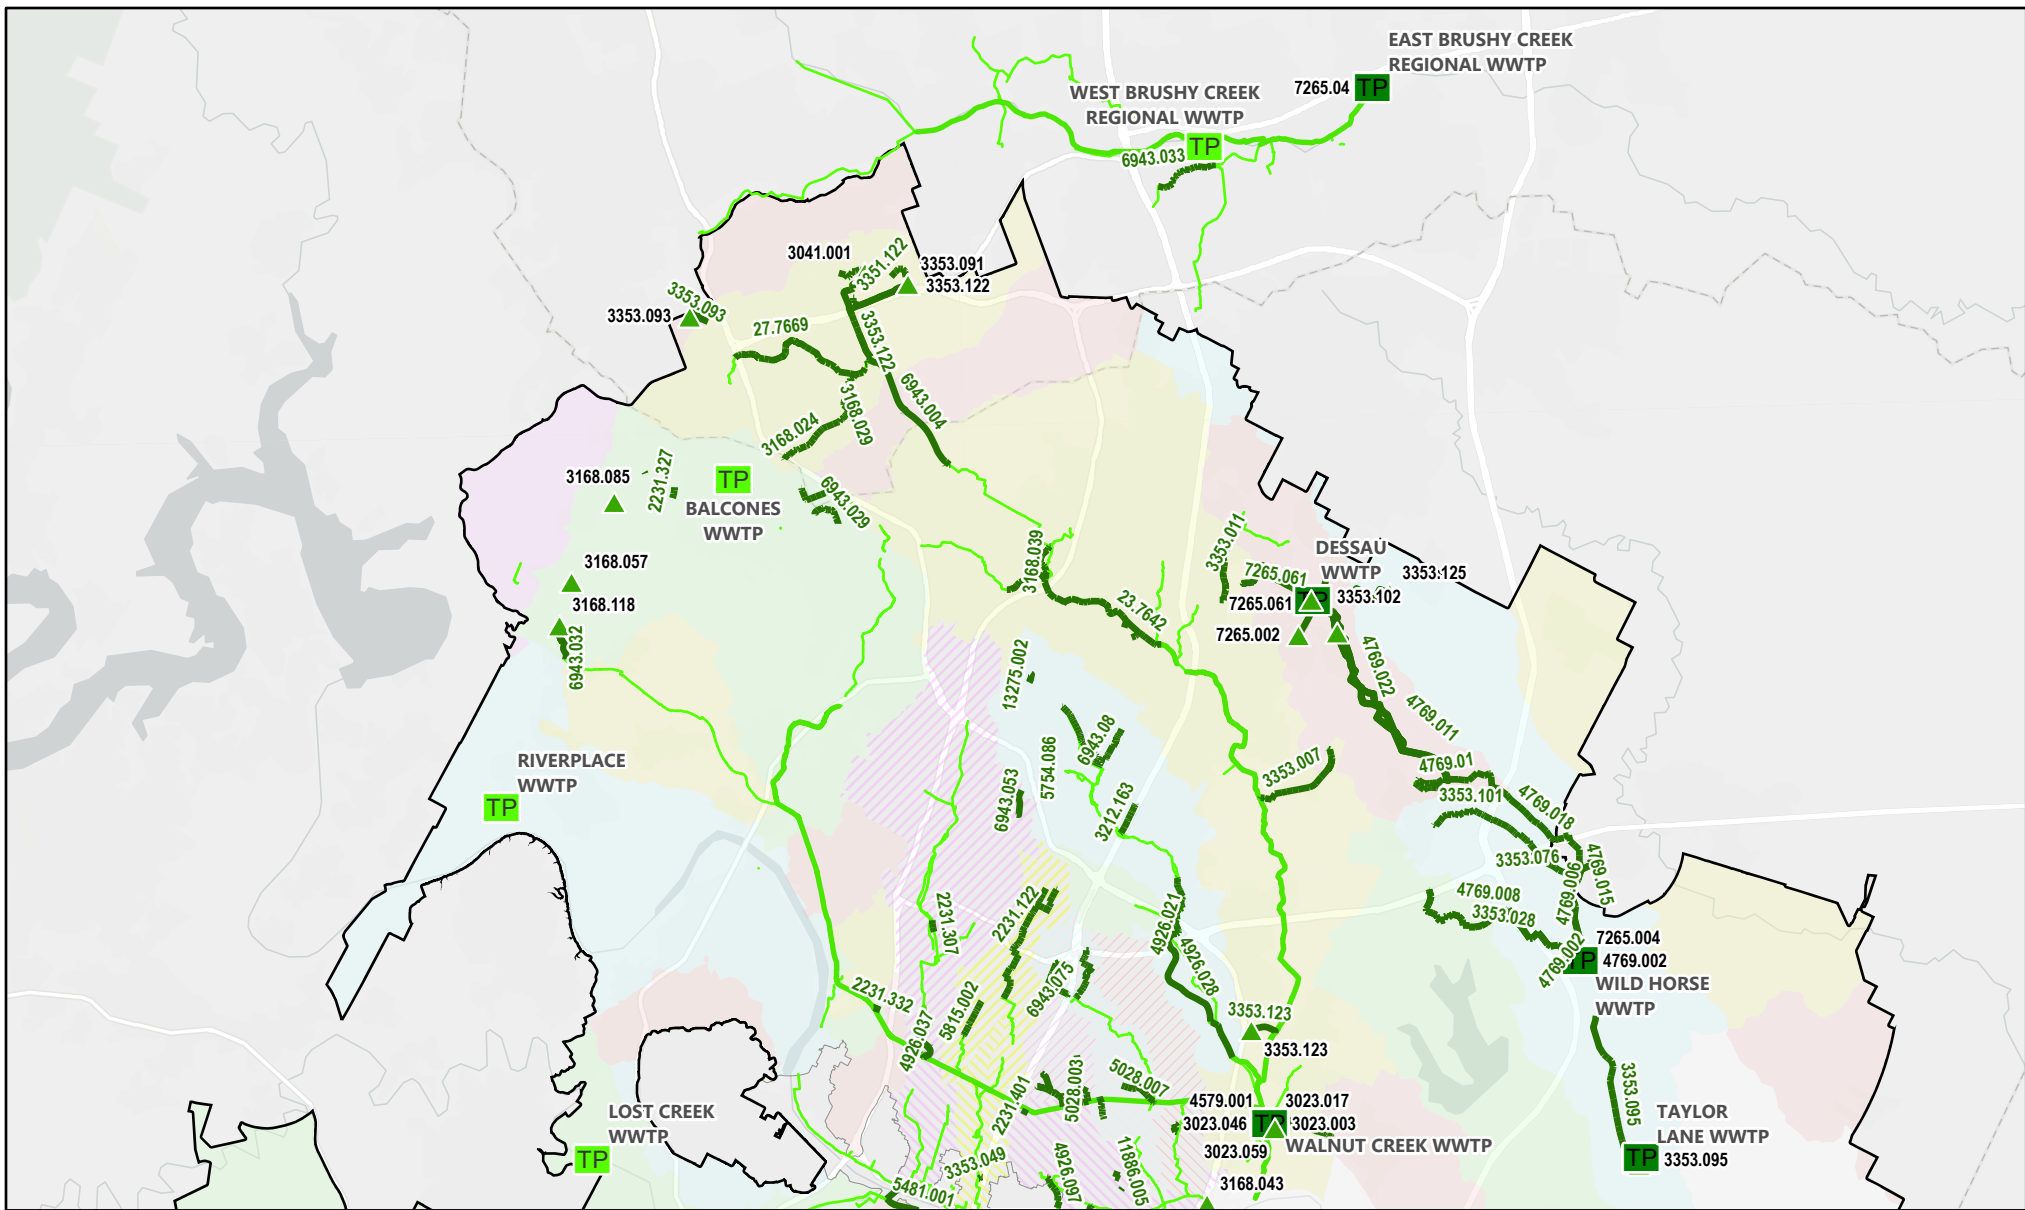 EAST BRUSHY CREEK
REGIONAL WWTP
7265.04
TP
WEST BRUSHY CREEK
REGIONAL WWTP
TP
6943.033
3041.001
3351.122
3353.091
3353.122
3353.093
3353.093
27.7669
3353.122
6943.004
3168.029
3168.024
3168.085
2231.327
TP
BALCONES
WWTP
6943.029
3168.057
3168.118
6943.032
3168.039
23.7642
3353.011
DESSAU
WWTP
7265.061
3353.125
7265.061
TP
3353.102
7265.002
4769.022
4769.011
13275.002
6943.08
5754.086
6943.053
3212.163
3353.007
4769.01
3353.101
4769.018
RIVERPLACE
WWTP
TP
3353.076
4769.006
4769.015
4769.008
3353.028
4769.002
7265.004
4769.002
TP
WILD HORSE
WWTP
2231.307
2231.122
4926.021
4926.028
6943.075
2231.332
5815.002
4926.037
3353.123
3353.123
2231.401
5028.003
5028.007
4579.001
3023.017
3023.046
TP
3023.003
WALNUT CREEK WWTP
3023.059
3353.095
TAYLOR
LANE WWTP
TP
3353.095
LOST CREEK
WWTP
TP
3353.049
5481.001
4926.097
11886.005
3168.043